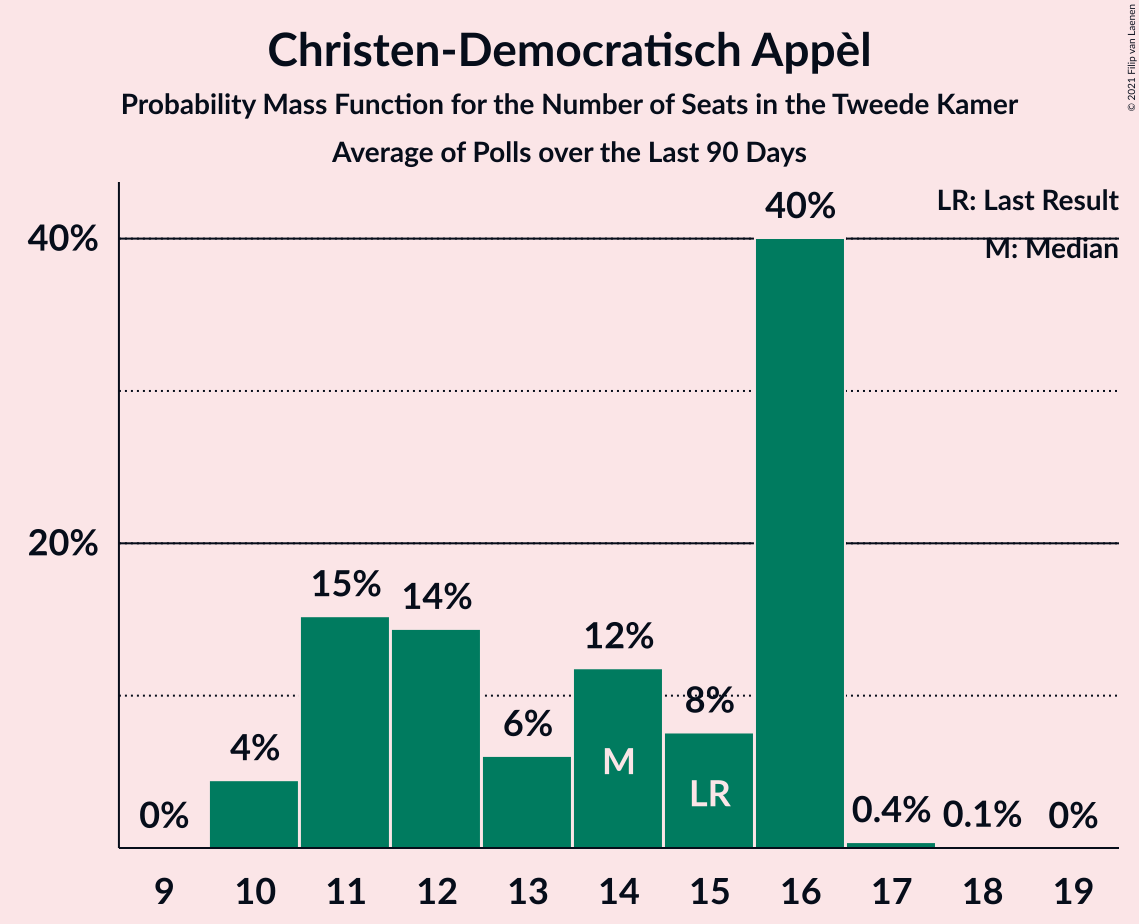 Christen-Democratisch Appèl
Probability Mass Function for the Number of Seats in the Tweede Kamer
Average of Polls over the Last 90 Days
© 2021 Filip van Laenen
LR: Last Result
M: Median
40%
20%
0%
4%
15%
14%
6%
12%
8%
40%
0.4%
0.1%
0%
M
LR
9 10 11 12 13 14 15 16 17 18 19